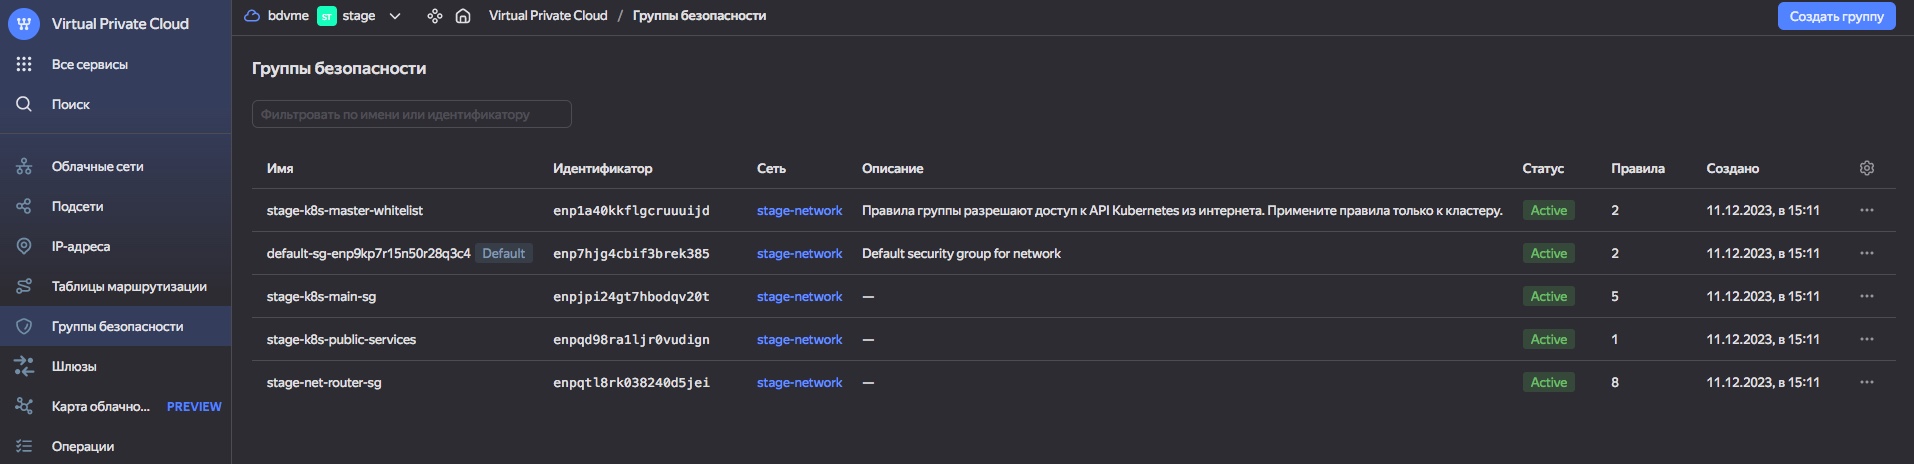 Virtual Private Cloud
Все сервисы
Поиск
Облачные сети
Подсети
IP-адреса
Таблицы маршрутизации
Группы безопасности
Шлюзы
Карта облачно... PREVIEW
Операции
bdvme ST stage Virtual Private Cloud / Группы безопасности Создать группу
Группы безопасности
Фильтровать по имени или идентификатору
Имя Идентификатор Сеть Описание Статус Правила Создано
stage-k8s-master-whitelist enp1a40kkflgcruuuijd stage-network Правила группы разрешают доступ к API Kubernetes из интернета. Примените правила только к кластеру. Active 2 11.12.2023, в 15:11
default-sg-enp9kp7r15n50r28q3c4 Default enp7hjg4cbif3brek385 stage-network Default security group for network Active 2 11.12.2023, в 15:11
stage-k8s-main-sg enpjpi24gt7hbodqv20t stage-network — Active 5 11.12.2023, в 15:11
stage-k8s-public-services enpqd98ra1ljr0vudign stage-network — Active 1 11.12.2023, в 15:11
stage-net-router-sg enpqtl8rk038240d5jei stage-network — Active 8 11.12.2023, в 15:11